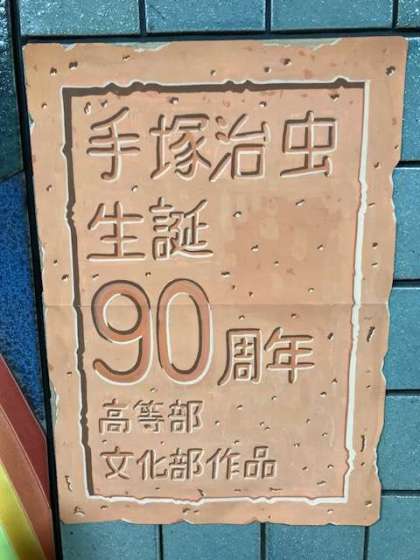 手塚治虫
生誕
90周年
高等部
文化部作品